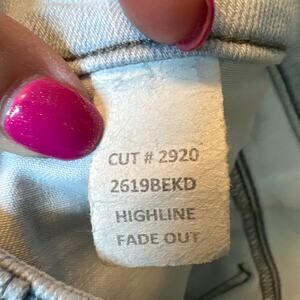 CUT # 2920
2619BEKD
HIGHLINE
FADE OUT